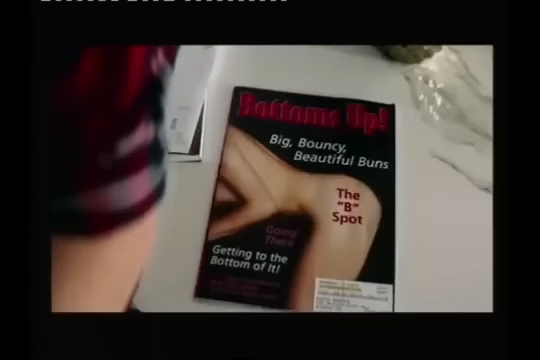 Bottoms Up!
Big, Bouncy,
Beautiful Buns
The
"B"
Spot
Going
There
Getting to the
Bottom of It!